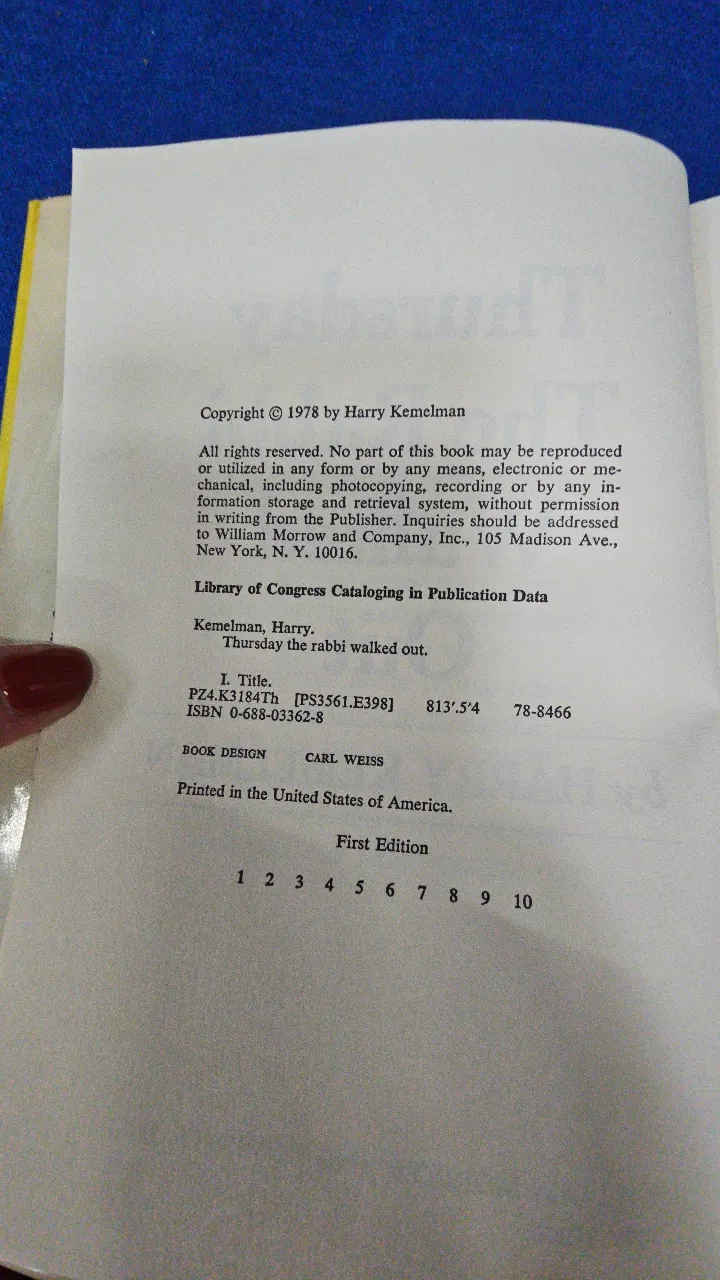 Copyright © 1978 by Harry Kemelman
All rights reserved. No part of this book may be reproduced
or utilized in any form or by any means, electronic or me-
chanical, including photocopying, recording or by any in-
formation storage and retrieval system, without permission
in writing from the Publisher. Inquiries should be addressed
to William Morrow and Company, Inc., 105 Madison Ave.,
New York, N. Y. 10016.
Library of Congress Cataloging in Publication Data
Kemelman, Harry.
Thursday the rabbi walked out.
I. Title.
PZ4.K3184Th [PS3561.E398] 813'.5'4 78-8466
ISBN 0-688-03362-8
BOOK DESIGN CARL WEISS
Printed in the United States of America.
First Edition
1 2 3 4 5 6 7 8 9 10